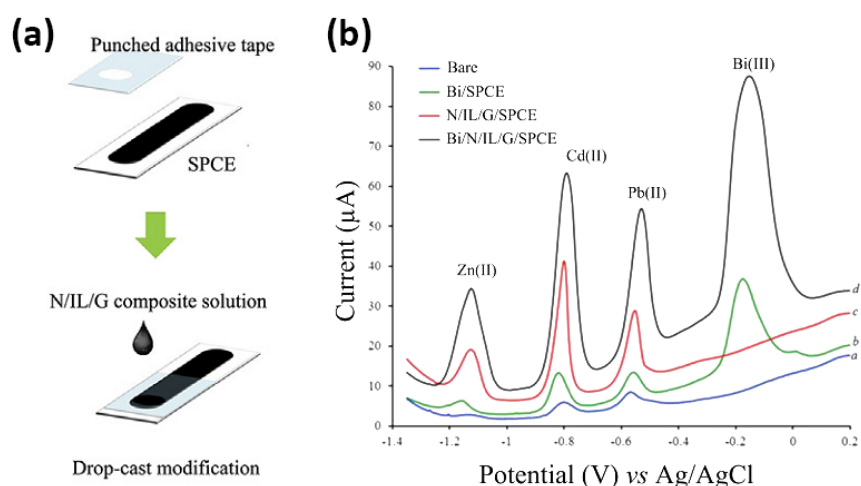 (a)
Punched adhesive tape
SPCE
N/IL/G composite solution
Drop-cast modification
(b)
Bare
Bi/SPCE
N/IL/G/SPCE
Bi/N/IL/G/SPCE
Zn(II)
Cd(II)
Pb(II)
Bi(III)
d
c
b
a
Current (µA)
90
80
70
60
50
40
30
20
10
0
-1.4
-1.2
-1
-0.8
-0.6
-0.4
-0.2
0
0.2
Potential (V) vs Ag/AgCl